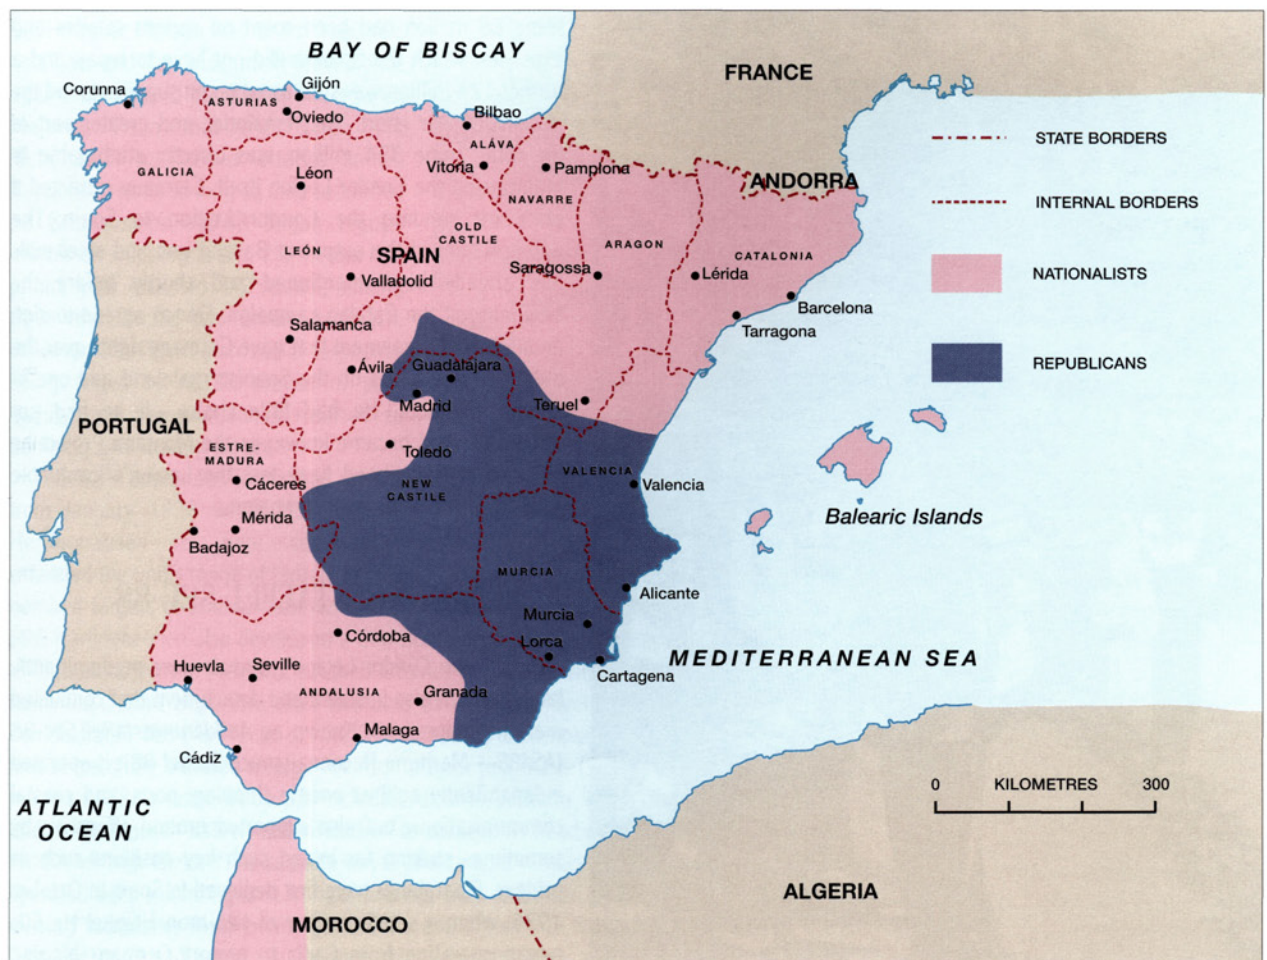 BAY OF BISCAY
FRANCE
Corunna
Gijón
ASTURIAS
Oviedo
Bilbao
STATE BORDERS
ALÁVA
Vitoria
Pamplona
GALICIA
Léon
ANDORRA
NAVARRE
INTERNAL BORDERS
OLD
CASTILE
LEÓN
SPAIN
ARAGON
CATALONIA
Saragossa
Lérida
NATIONALISTS
Valladolid
Barcelona
Salamanca
Tarragona
Ávila
Guadalajara
REPUBLICANS
Madrid
Teruel
PORTUGAL
Toledo
ESTRE-
MADURA
NEW
CASTILE
VALENCIA
Cáceres
Valencia
Mérida
Balearic Islands
Badajoz
MURCIA
Alicante
Murcia
Córdoba
Lorca
MEDITERRANEAN SEA
Huevla
Seville
Cartagena
ANDALUSIA
Granada
Malaga
Cádiz
0 KILOMETRES 300
ATLANTIC
OCEAN
ALGERIA
MOROCCO